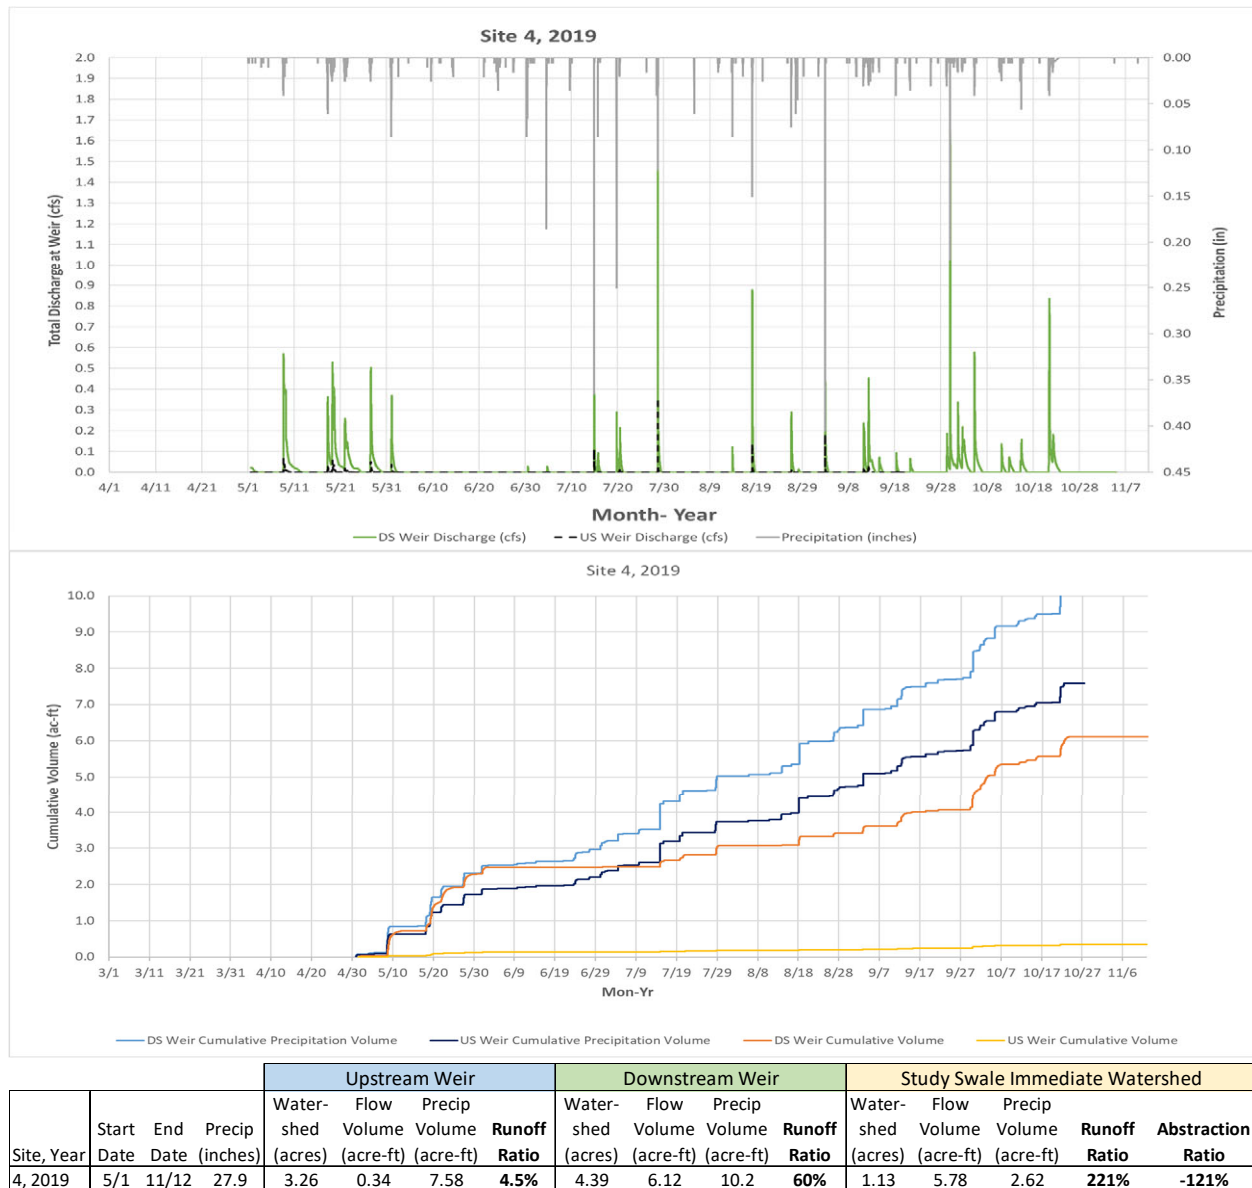 Site 4, 2019
2.0
1.9
1.8
1.7
1.6
1.5
1.4
1.3
1.2
1.1
1.0
0.9
0.8
0.7
0.6
0.5
0.4
0.3
0.2
0.1
0.0
Total Discharge at Weir (cfs)
0.00
0.05
0.10
0.15
0.20
0.25
0.30
0.35
0.40
0.45
Precipitation (in)
4/1 4/11 4/21 5/1 5/11 5/21 5/31 6/10 6/20 6/30 7/10 7/20 7/30 8/9 8/19 8/29 9/8 9/18 9/28 10/8 10/18 10/28 11/7
Month- Year
DS Weir Discharge (cfs) US Weir Discharge (cfs) Precipitation (inches)
Site 4, 2019
10.0
9.0
8.0
7.0
6.0
5.0
4.0
3.0
2.0
1.0
0.0
Cumulative Volume (ac-ft)
3/1 3/11 3/21 3/31 4/10 4/20 4/30 5/10 5/20 5/30 6/9 6/19 6/29 7/9 7/19 7/29 8/8 8/18 8/28 9/7 9/17 9/27 10/7 10/17 10/27 11/6
Mon-Yr
DS Weir Cumulative Precipitation Volume US Weir Cumulative Precipitation Volume DS Weir Cumulative Volume US Weir Cumulative Volume
Upstream Weir Downstream Weir Study Swale Immediate Watershed
Water- Flow Precip Water- Flow Precip Water- Flow Precip
Start End Precip shed Volume Volume Runoff shed Volume Volume Runoff shed Volume Volume Runoff Abstraction
Site, Year Date Date (inches) (acres) (acre-ft) (acre-ft) Ratio (acres) (acre-ft) (acre-ft) Ratio (acres) (acre-ft) (acre-ft) Ratio Ratio
4, 2019 5/1 11/12 27.9 3.26 0.34 7.58 4.5% 4.39 6.12 10.2 60% 1.13 5.78 2.62 221% -121%